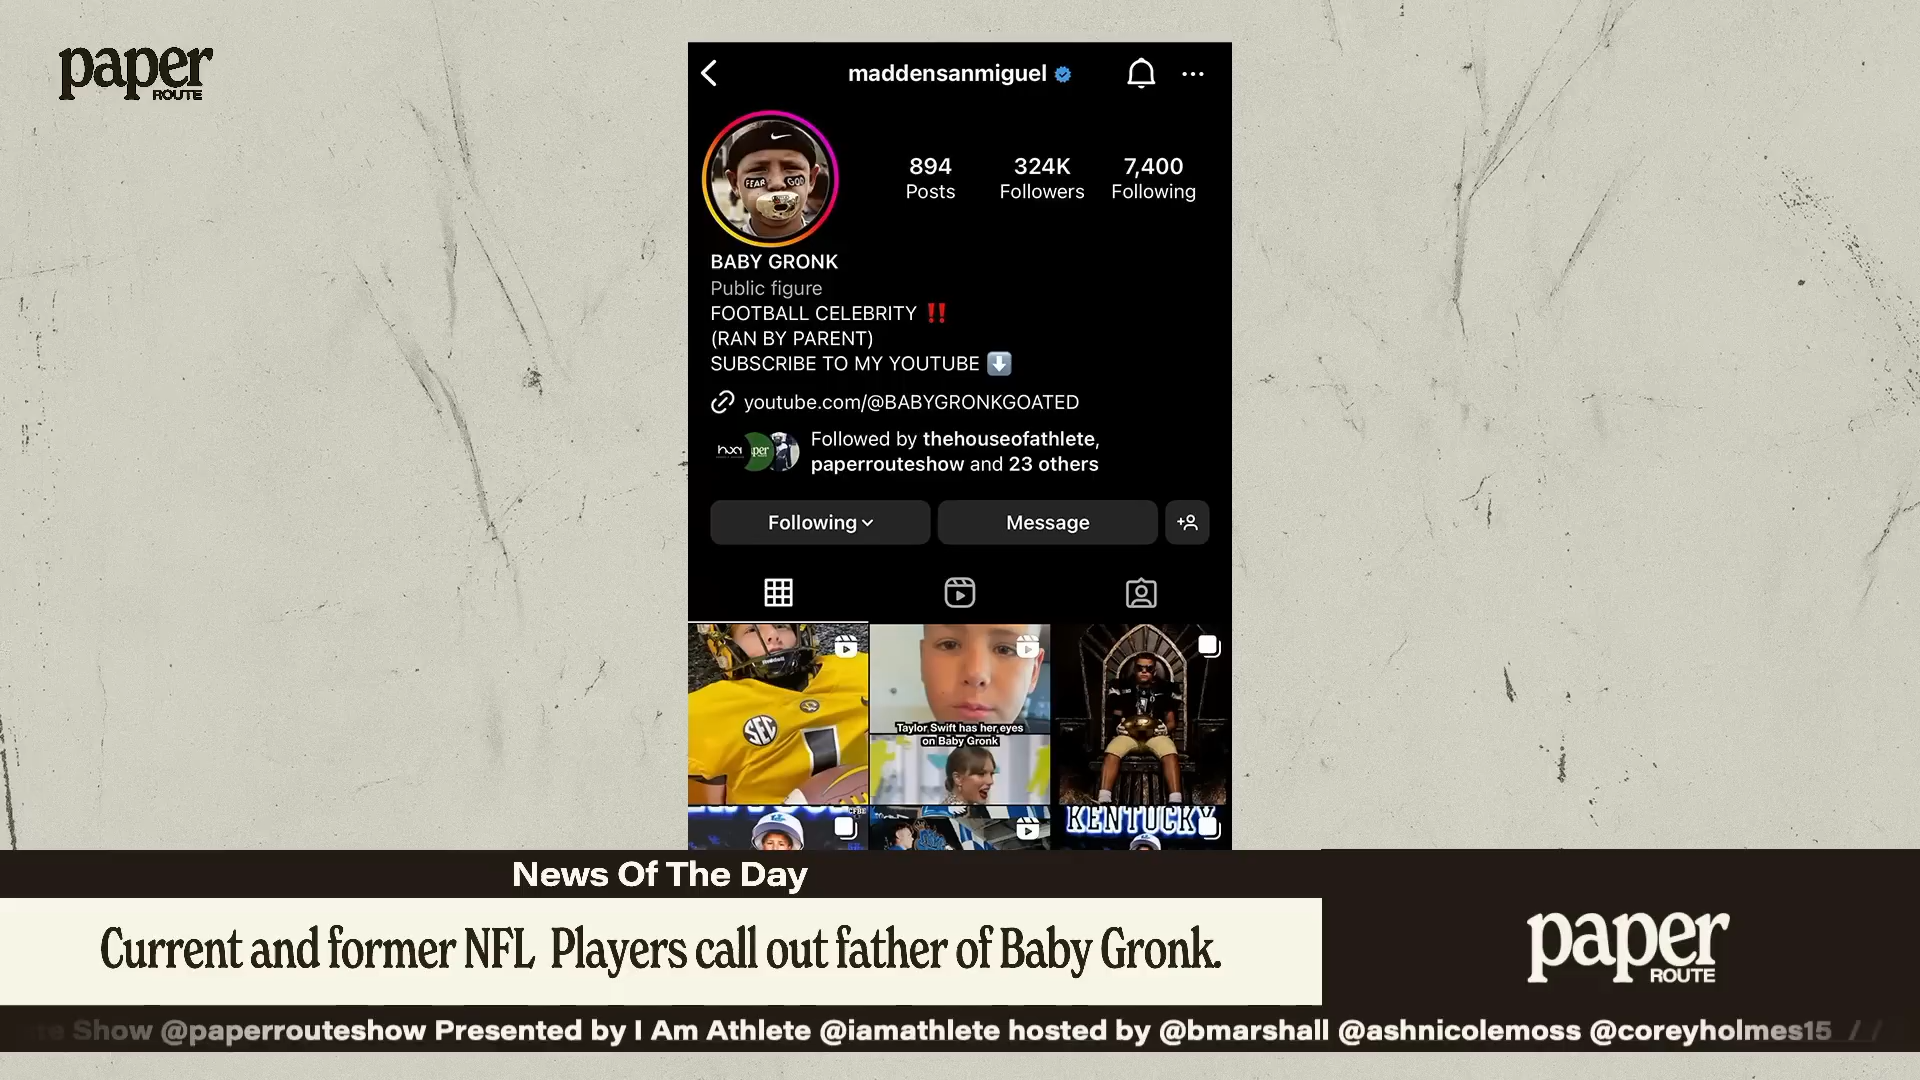 paper
ROUTE
maddensanmiguel
FEAR GOD
894
Posts
324K
Followers
7,400
Following
BABY GRONK
Public figure
FOOTBALL CELEBRITY ‼️
(RAN BY PARENT)
SUBSCRIBE TO MY YOUTUBE ⬇️
youtube.com/@BABYGRONKGOATED
Followed by thehouseofathlete,
paperrouteshow and 23 others
Following
Message
SEC
Taylor Swift has her eyes
on Baby Gronk
KENTUCKY
News Of The Day
Current and former NFL Players call out father of Baby Gronk.
paper
ROUTE
Show @paperrouteshow Presented by I Am Athlete @iamathlete hosted by @bmarshall @ashnicolemoss @coreyholmes15 / /